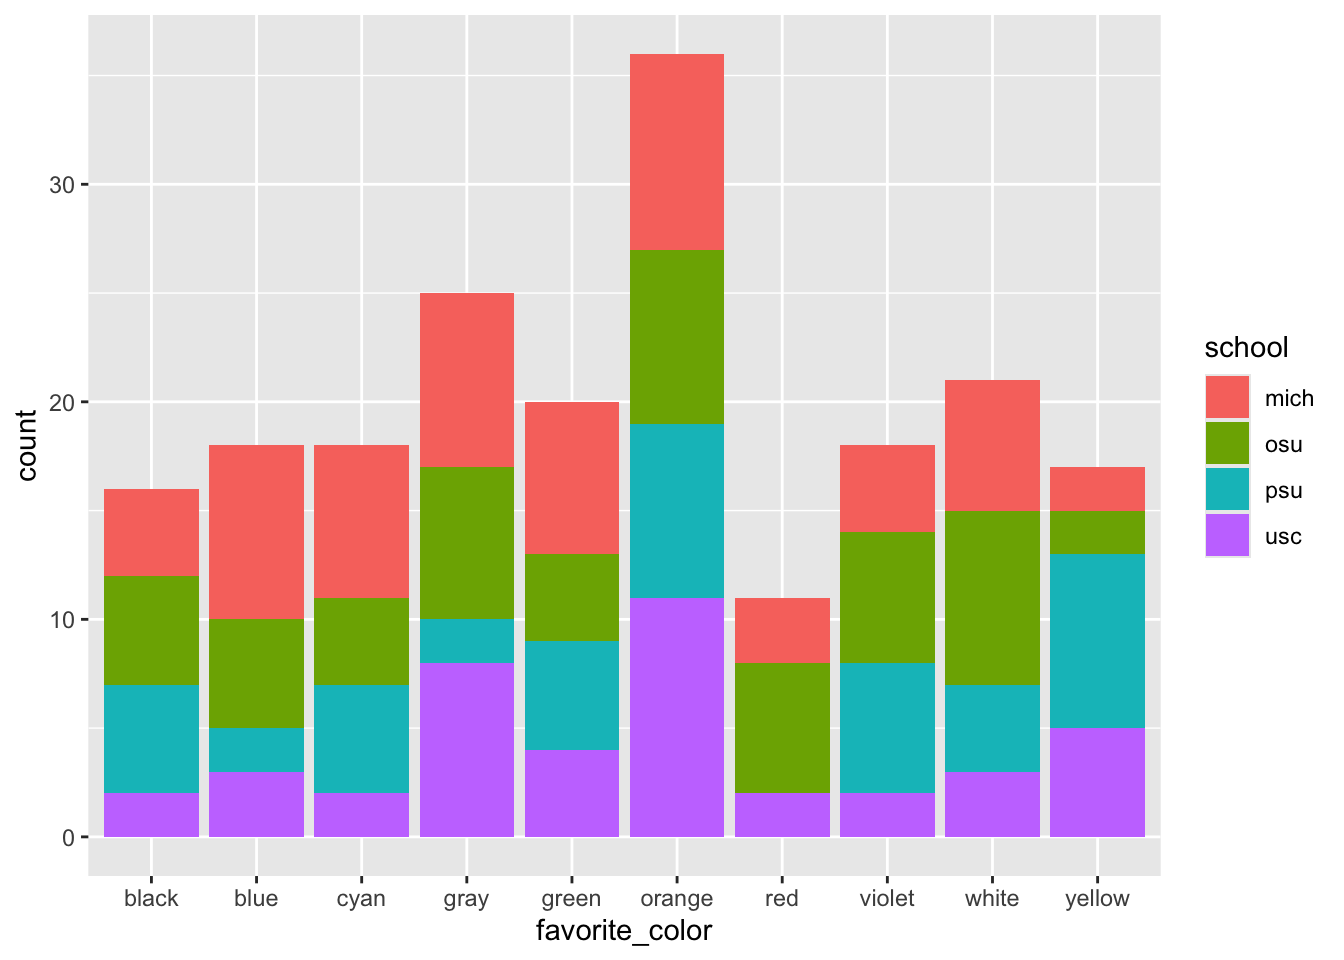 30
20
10
0
count
black blue cyan gray green orange red violet white yellow
favorite_color
school
mich
osu
psu
usc